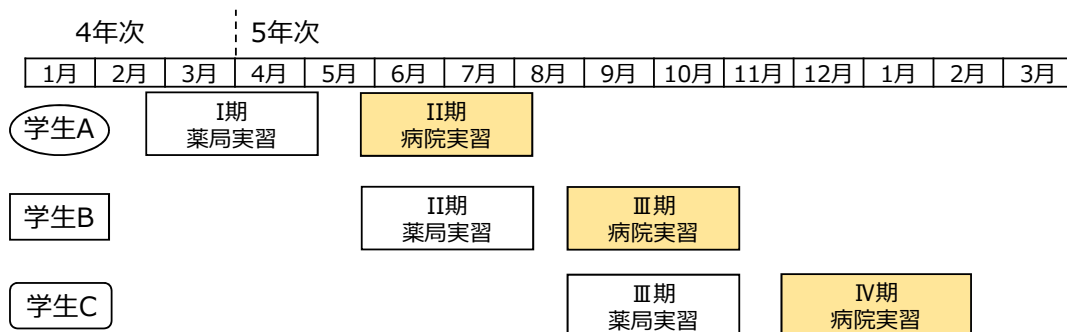 4年次 5年次
1月 2月 3月 4月 5月 6月 7月 8月 9月 10月 11月 12月 1月 2月 3月
学生A
I期
薬局実習
II期
病院実習
学生B
II期
薬局実習
Ⅲ期
病院実習
学生C
Ⅲ期
薬局実習
Ⅳ期
病院実習